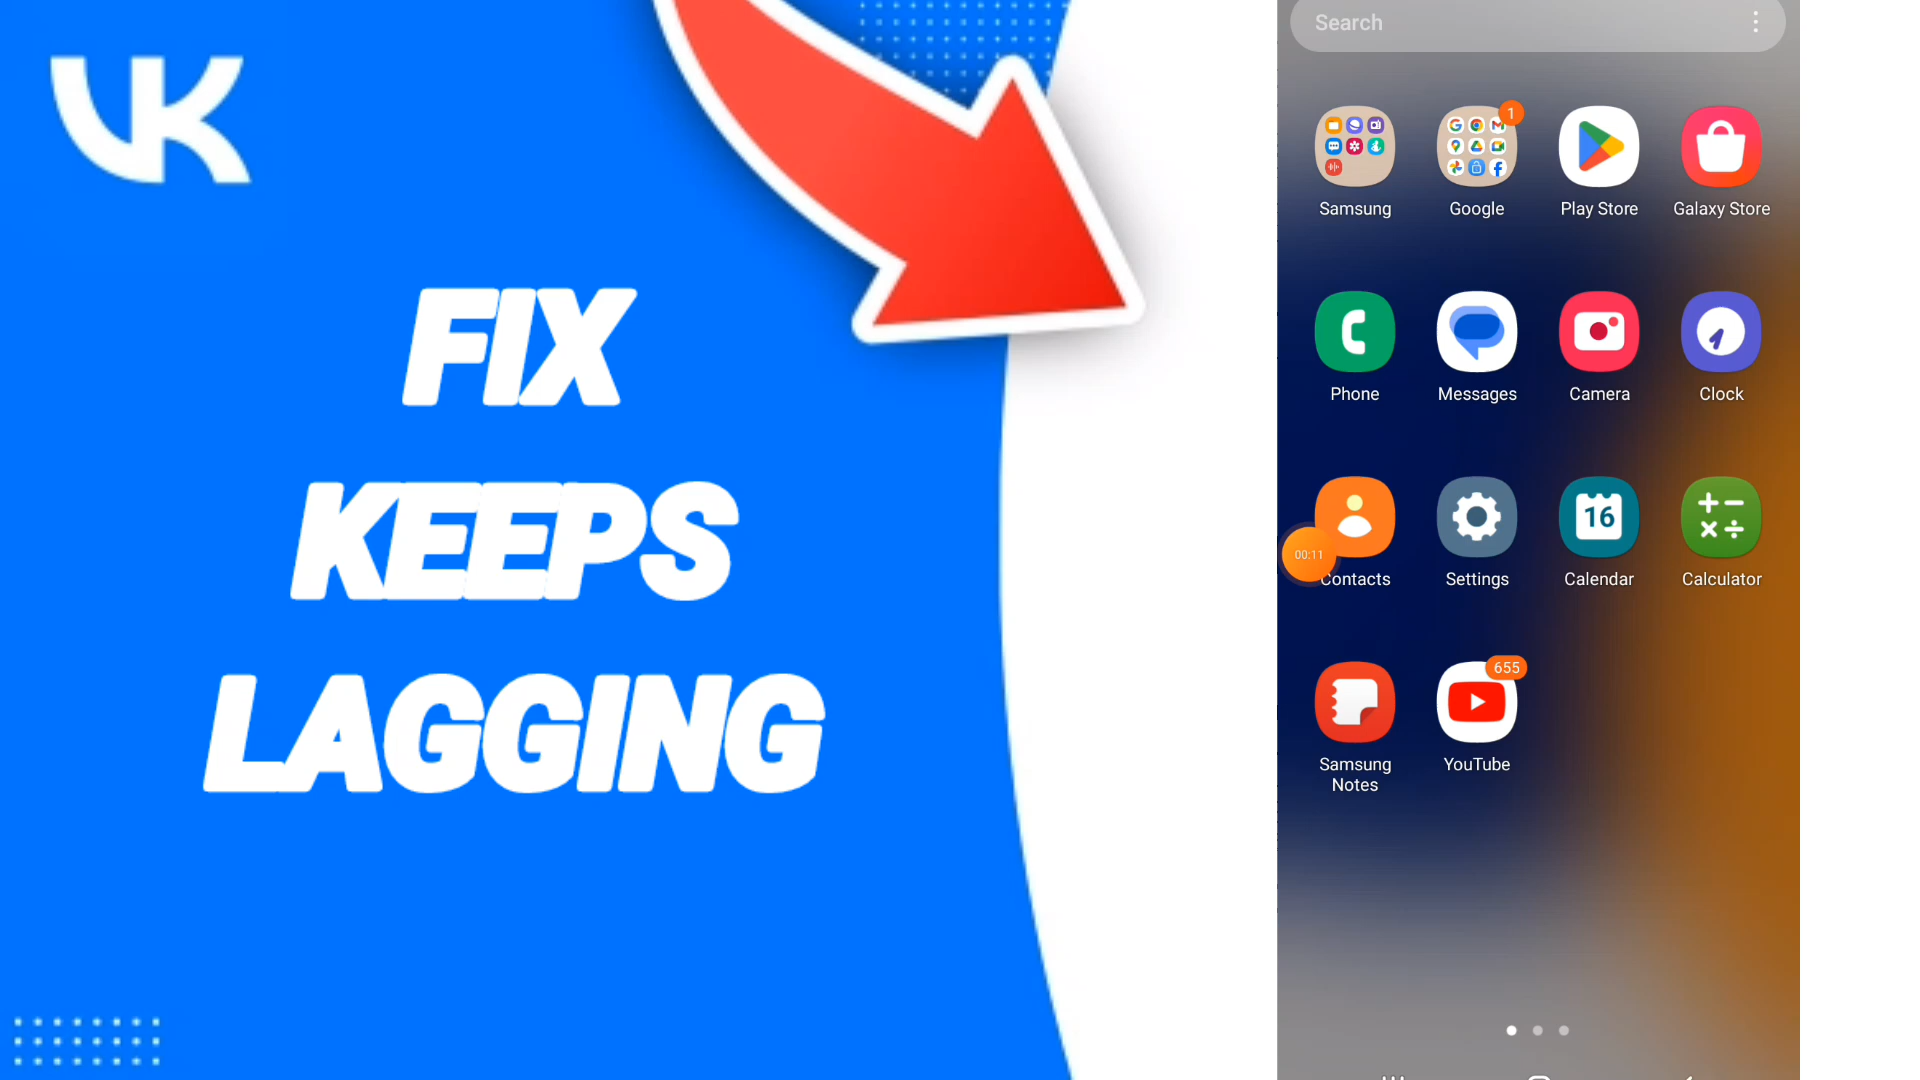 VK
FIX
KEEPS
LAGGING
Search
1
Samsung
Google
Play Store
Galaxy Store
Phone
Messages
Camera
Clock
00:11
16
Contacts
Settings
Calendar
Calculator
655
Samsung
Notes
YouTube